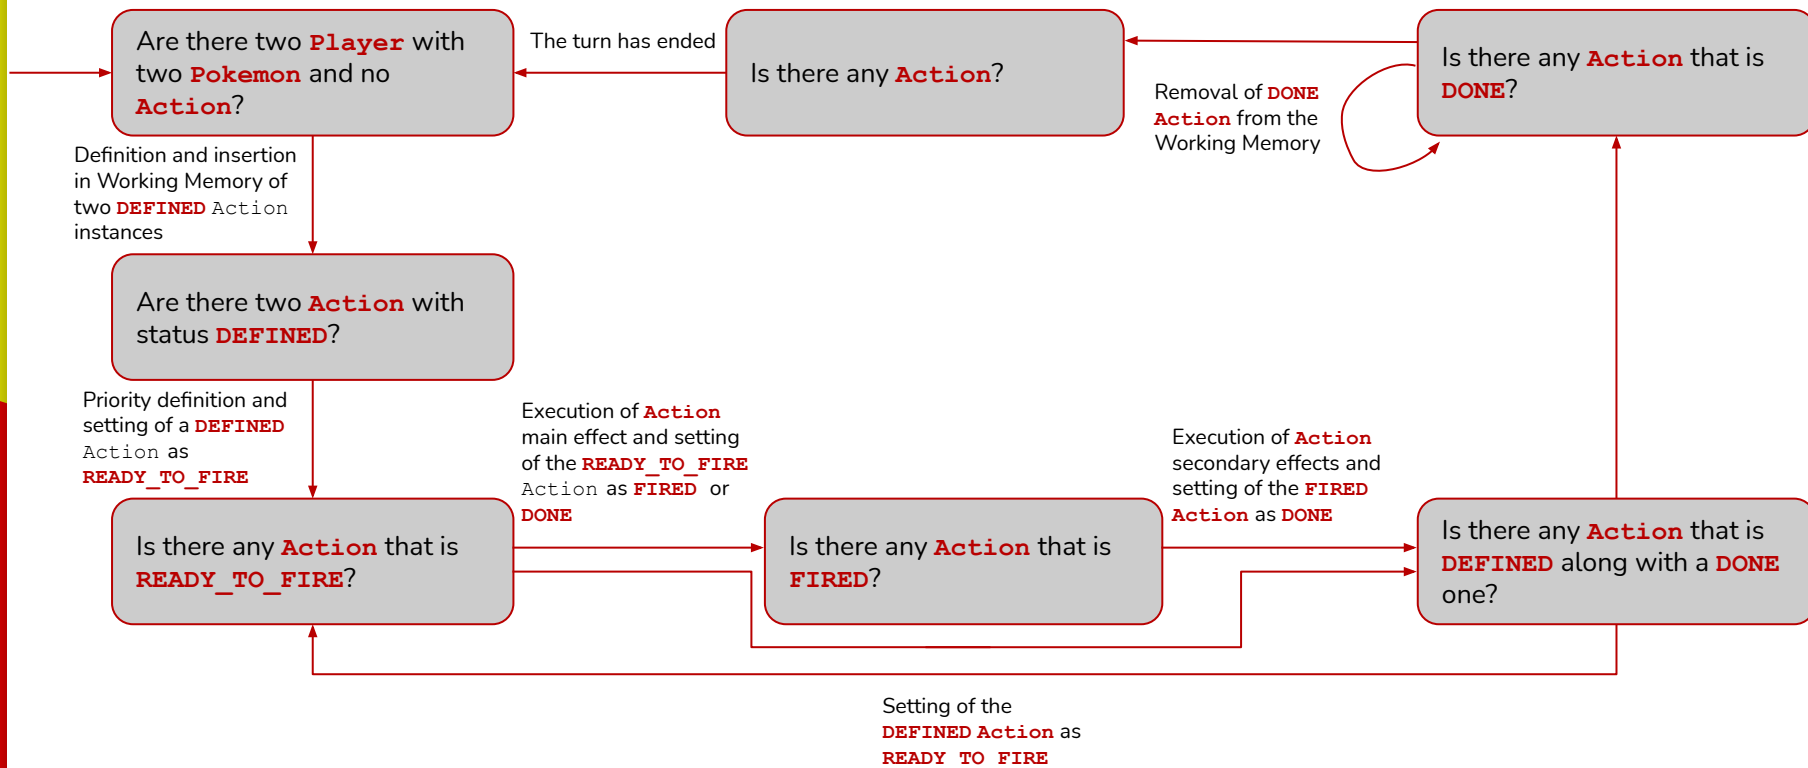 Are there two Player with
two Pokemon and no
Action?
The turn has ended
Is there any Action?
Is there any Action that is
DONE?
Removal of DONE
Action from the
Working Memory
Definition and insertion
in Working Memory of
two DEFINED Action
instances
Are there two Action with
status DEFINED?
Priority definition and
setting of a DEFINED
Action as
READY_TO_FIRE
Execution of Action
main effect and setting
of the READY_TO_FIRE
Action as FIRED or
DONE
Execution of Action
secondary effects and
setting of the FIRED
Action as DONE
Is there any Action that is
READY_TO_FIRE?
Is there any Action that is
FIRED?
Is there any Action that is
DEFINED along with a DONE
one?
Setting of the
DEFINED Action as
READY TO FIRE